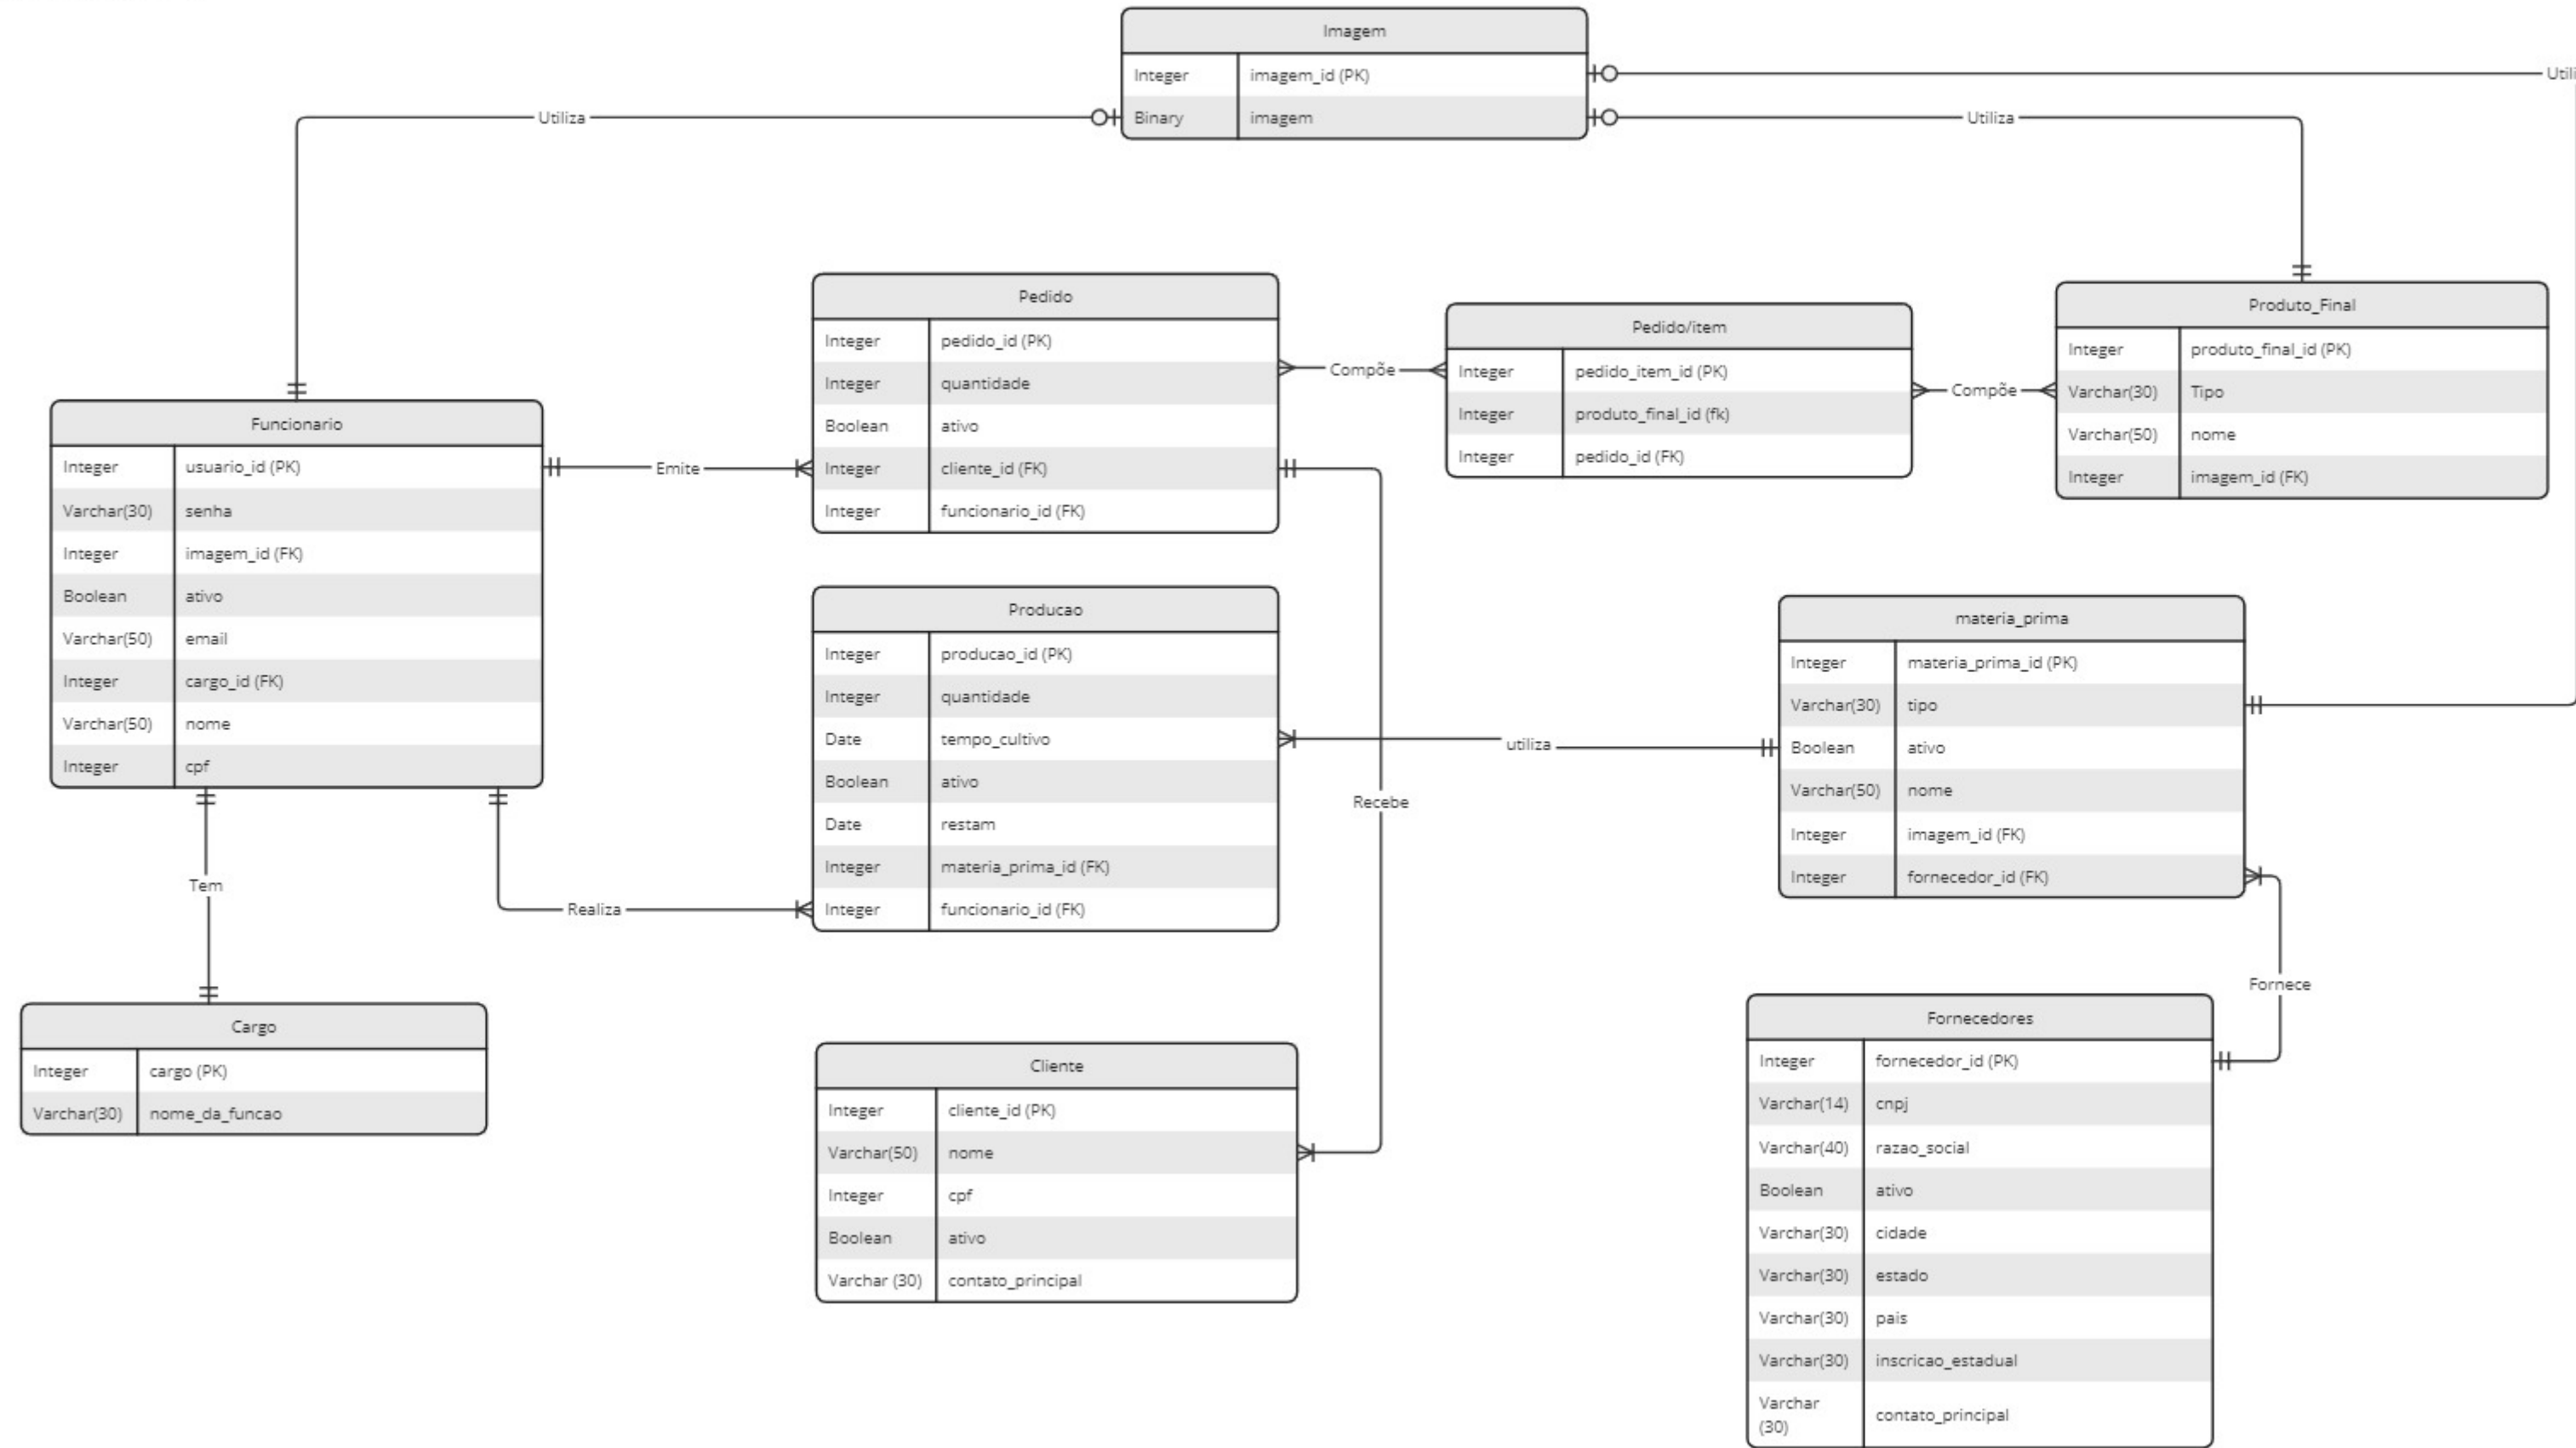 Imagem
Integer imagem_id (PK)
Binary imagem
Utiliza
Utiliza
Utili
Pedido
Integer pedido_id (PK)
Integer quantidade
Boolean ativo
Integer cliente_id (FK)
Integer funcionario_id (FK)
Compõe
Pedido/item
Integer pedido_item_id (PK)
Integer produto_final_id (fk)
Integer pedido_id (FK)
Compõe
Produto_Final
Integer produto_final_id (PK)
Varchar(30) Tipo
Varchar(50) nome
Integer imagem_id (FK)
Funcionario
Integer usuario_id (PK)
Varchar(30) senha
Integer imagem_id (FK)
Boolean ativo
Varchar(50) email
Integer cargo_id (FK)
Varchar(50) nome
Integer cpf
Emite
Producao
Integer producao_id (PK)
Integer quantidade
Date tempo_cultivo
Boolean ativo
Date restam
Integer materia_prima_id (FK)
Integer funcionario_id (FK)
utiliza
Recebe
materia_prima
Integer materia_prima_id (PK)
Varchar(30) tipo
Boolean ativo
Varchar(50) nome
Integer imagem_id (FK)
Integer fornecedor_id (FK)
Tem
Realiza
Fornece
Cargo
Integer cargo (PK)
Varchar(30) nome_da_funcao
Cliente
Integer cliente_id (PK)
Varchar(50) nome
Integer cpf
Boolean ativo
Varchar (30) contato_principal
Fornecedores
Integer fornecedor_id (PK)
Varchar(14) cnpj
Varchar(40) razao_social
Boolean ativo
Varchar(30) cidade
Varchar(30) estado
Varchar(30) pais
Varchar(30) inscricao_estadual
Varchar
(30) contato_principal